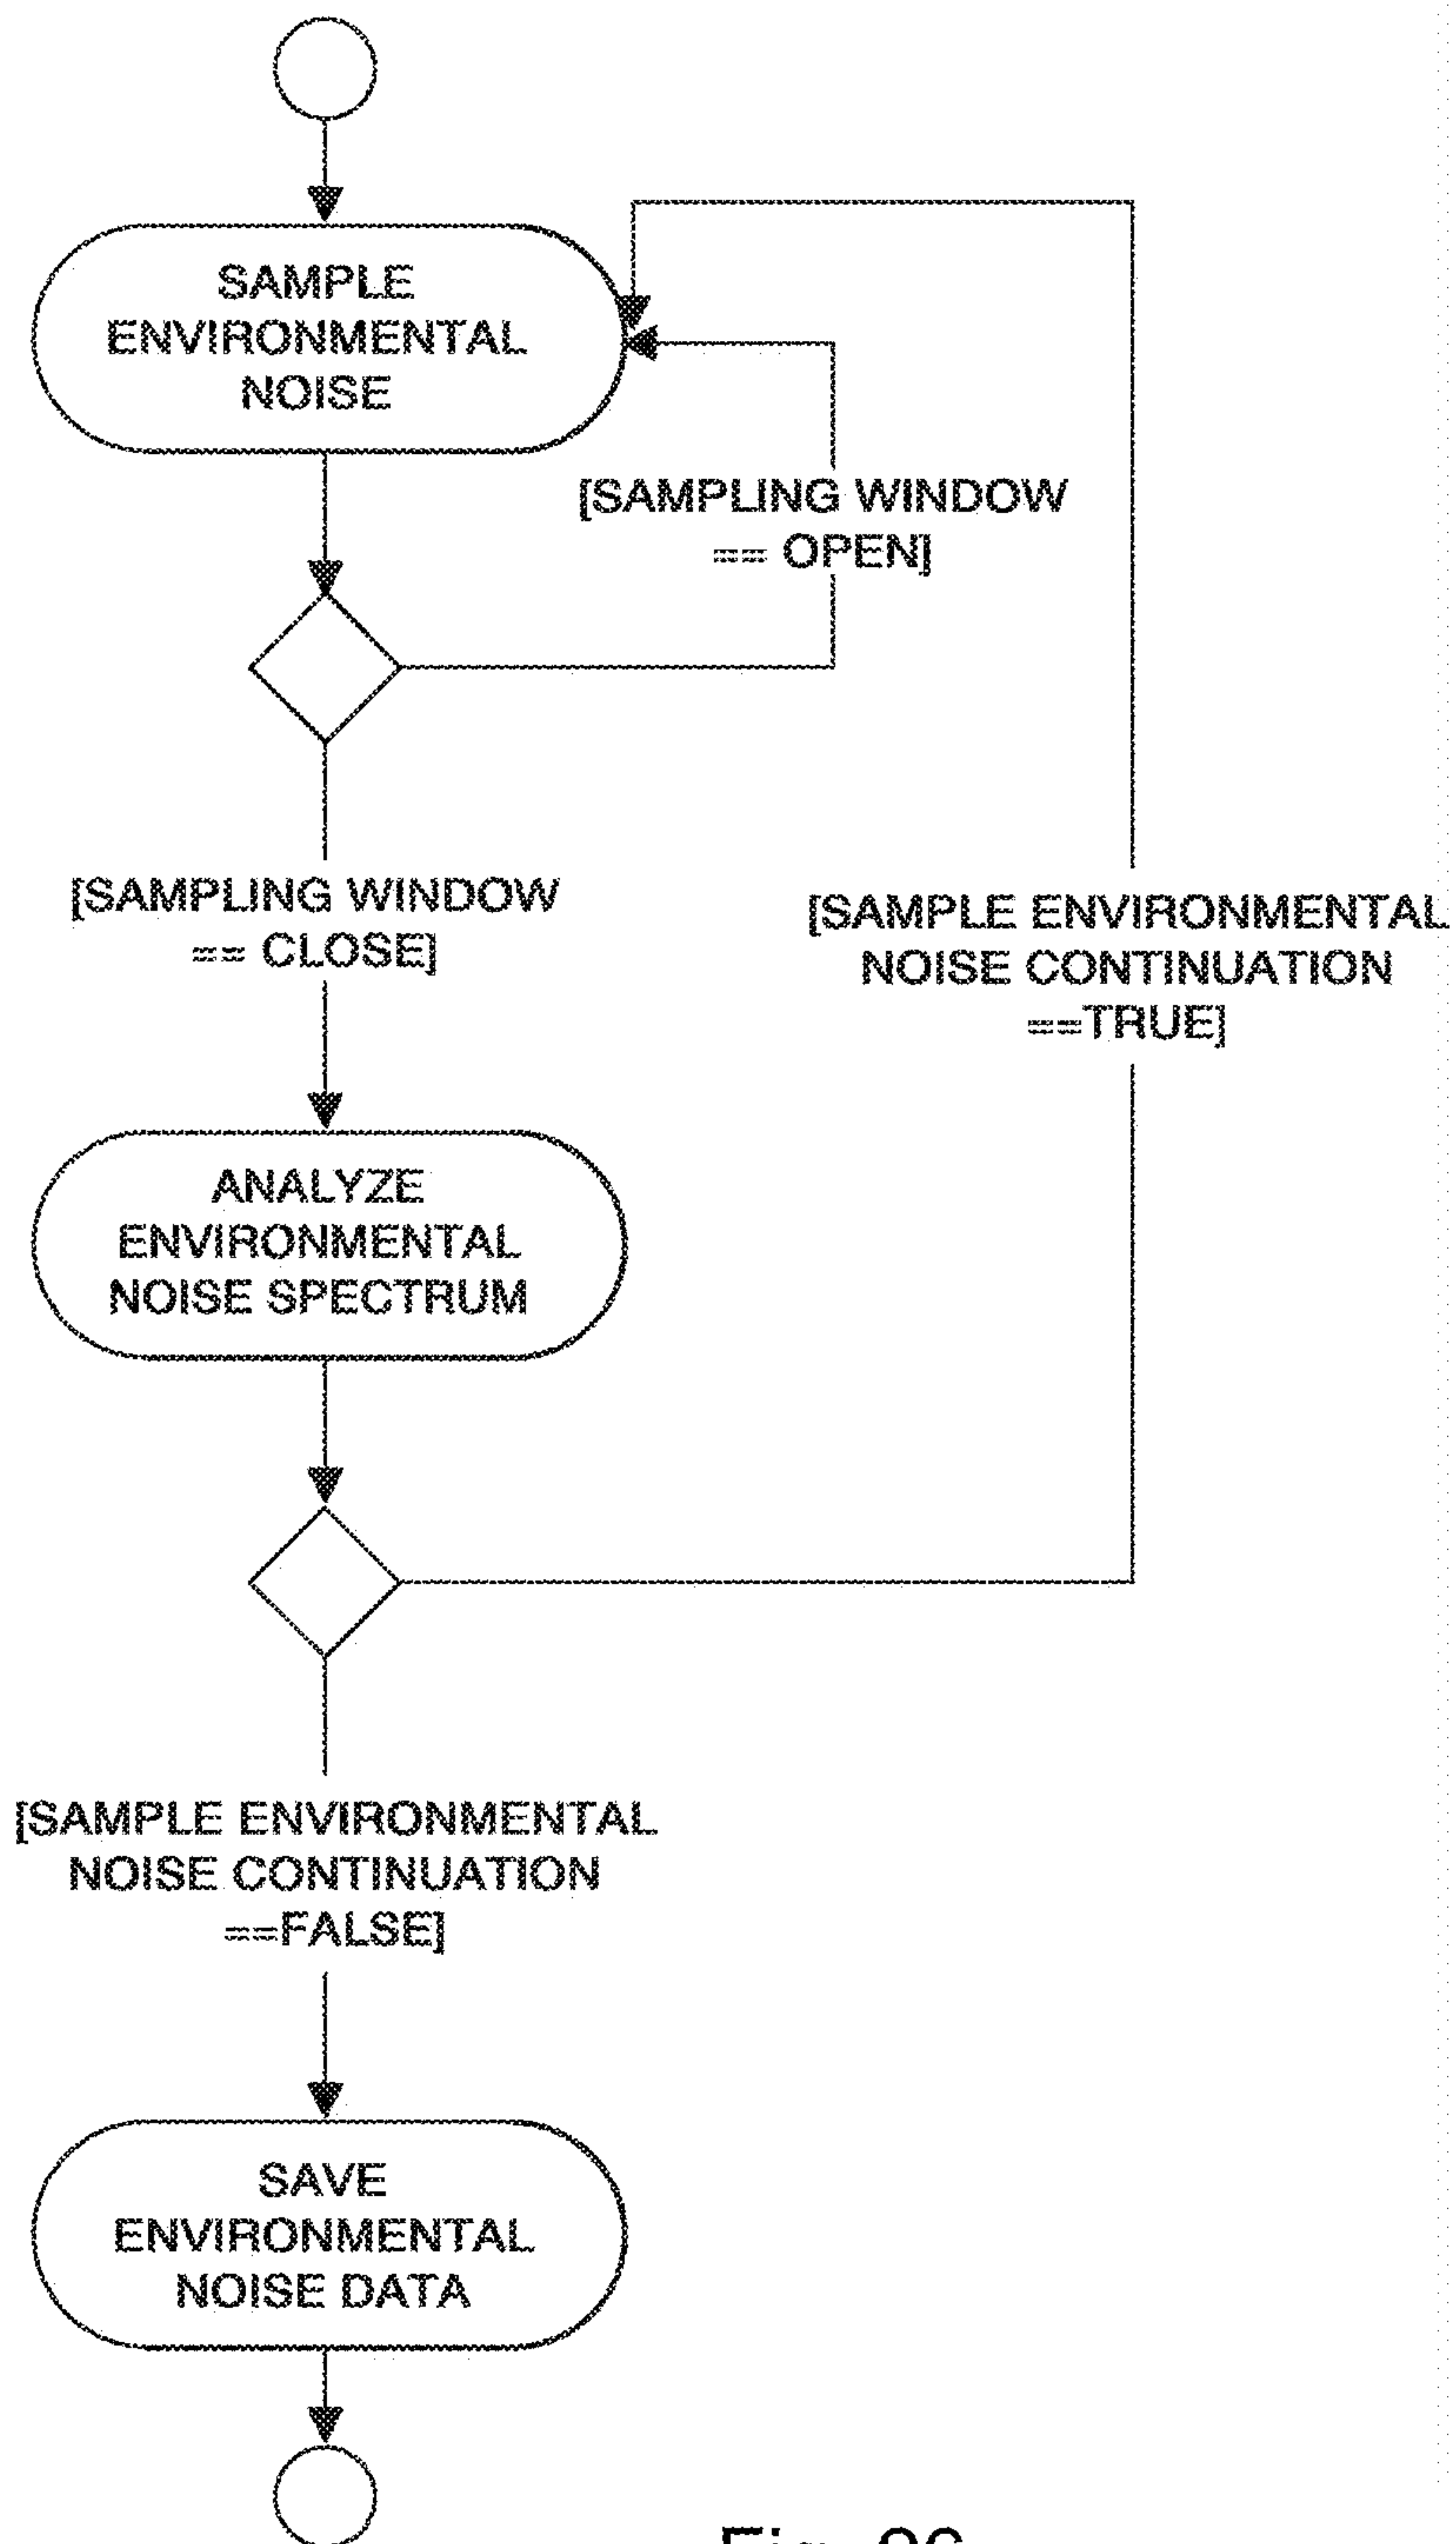 SAMPLE
ENVIRONMENTAL
NOISE
[SAMPLING WINDOW
== OPEN]
[SAMPLING WINDOW
== CLOSE]
[SAMPLE ENVIRONMENTAL
NOISE CONTINUATION
==TRUE]
ANALYZE
ENVIRONMENTAL
NOISE SPECTRUM
[SAMPLE ENVIRONMENTAL
NOISE CONTINUATION
==FALSE]
SAVE
ENVIRONMENTAL
NOISE DATA
Fig.